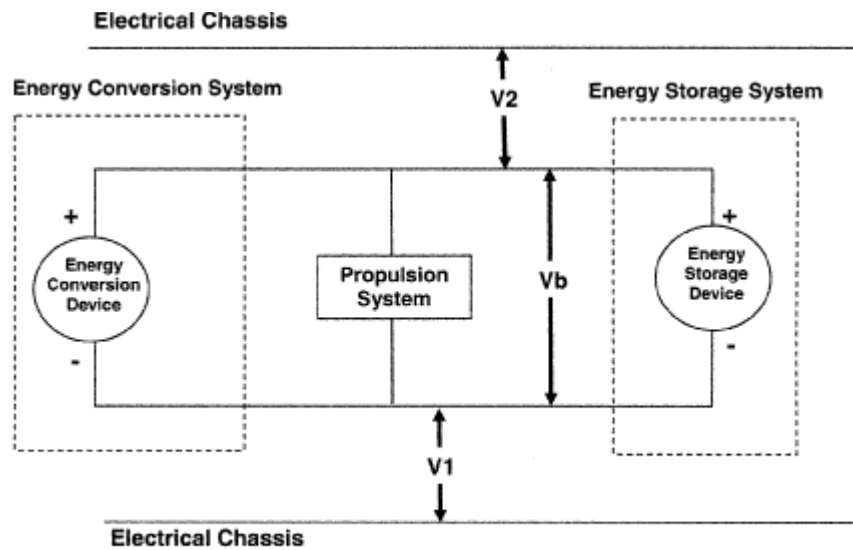 Electrical Chassis
Energy Conversion System
V2
Energy Storage System
+
Energy
Conversion
Device
-
Propulsion
System
Vb
+
Energy
Storage
Device
-
V1
Electrical Chassis